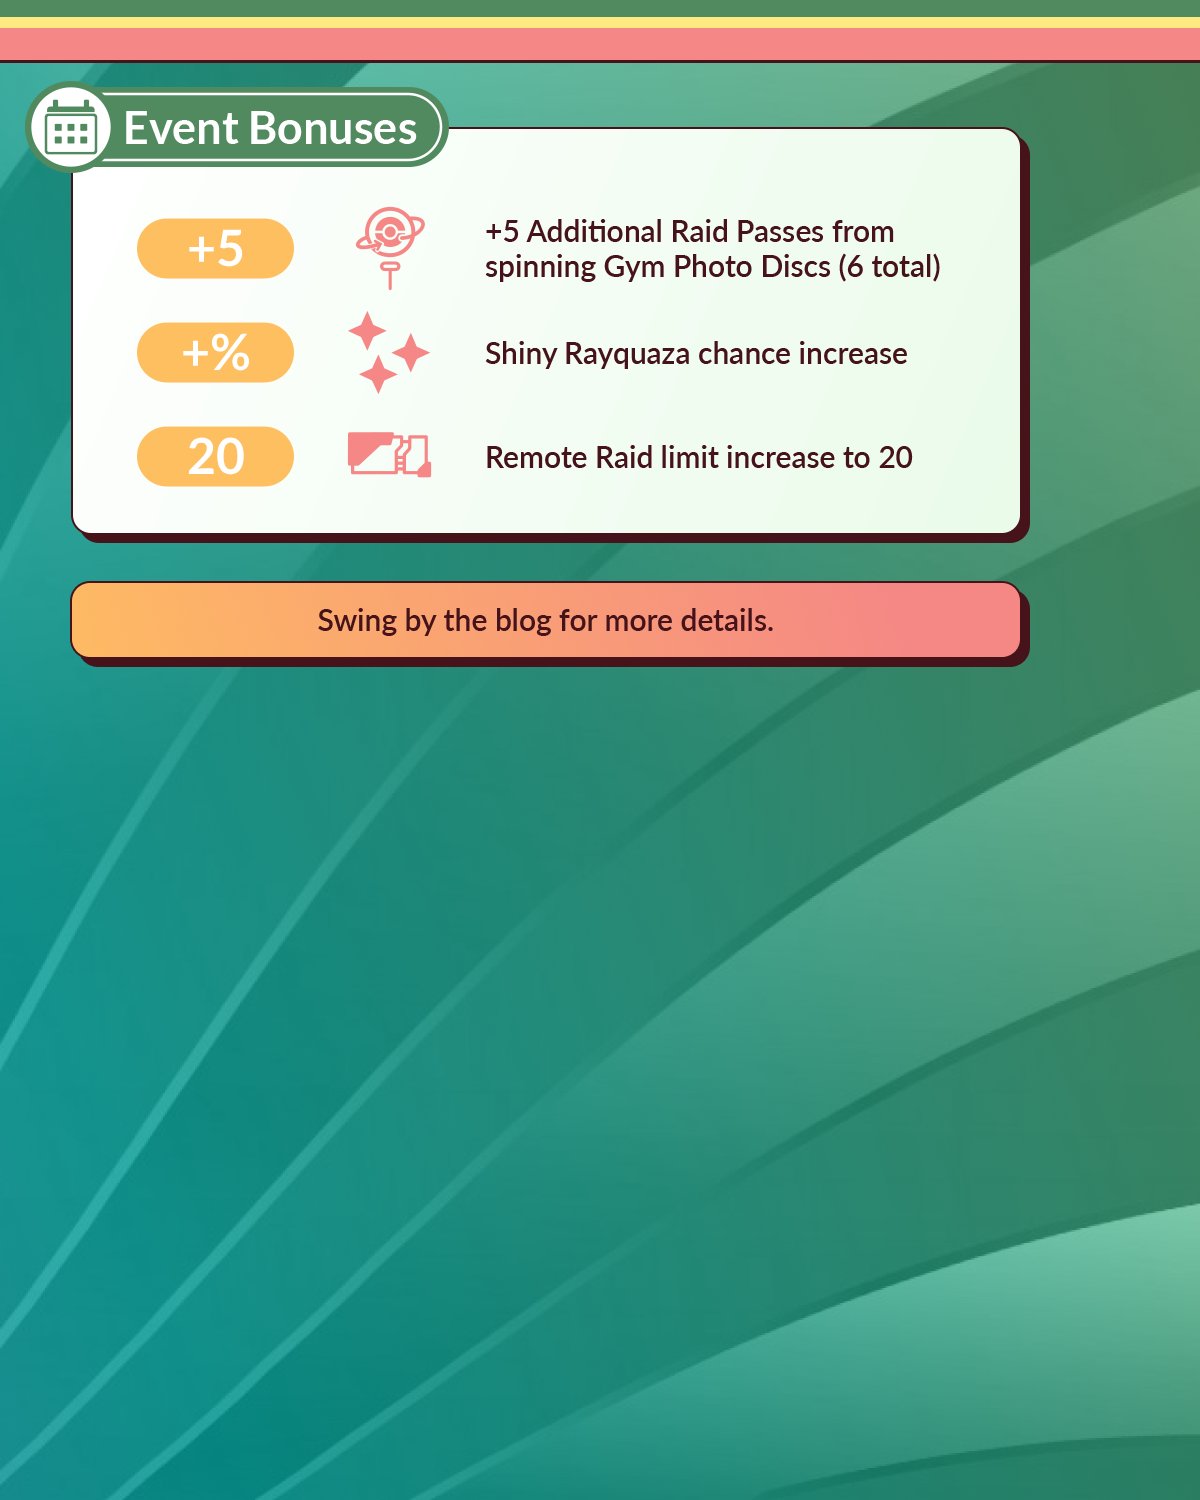 Event Bonuses
+5
+5 Additional Raid Passes from
spinning Gym Photo Discs (6 total)
+%
Shiny Rayquaza chance increase
20
Remote Raid limit increase to 20
Swing by the blog for more details.